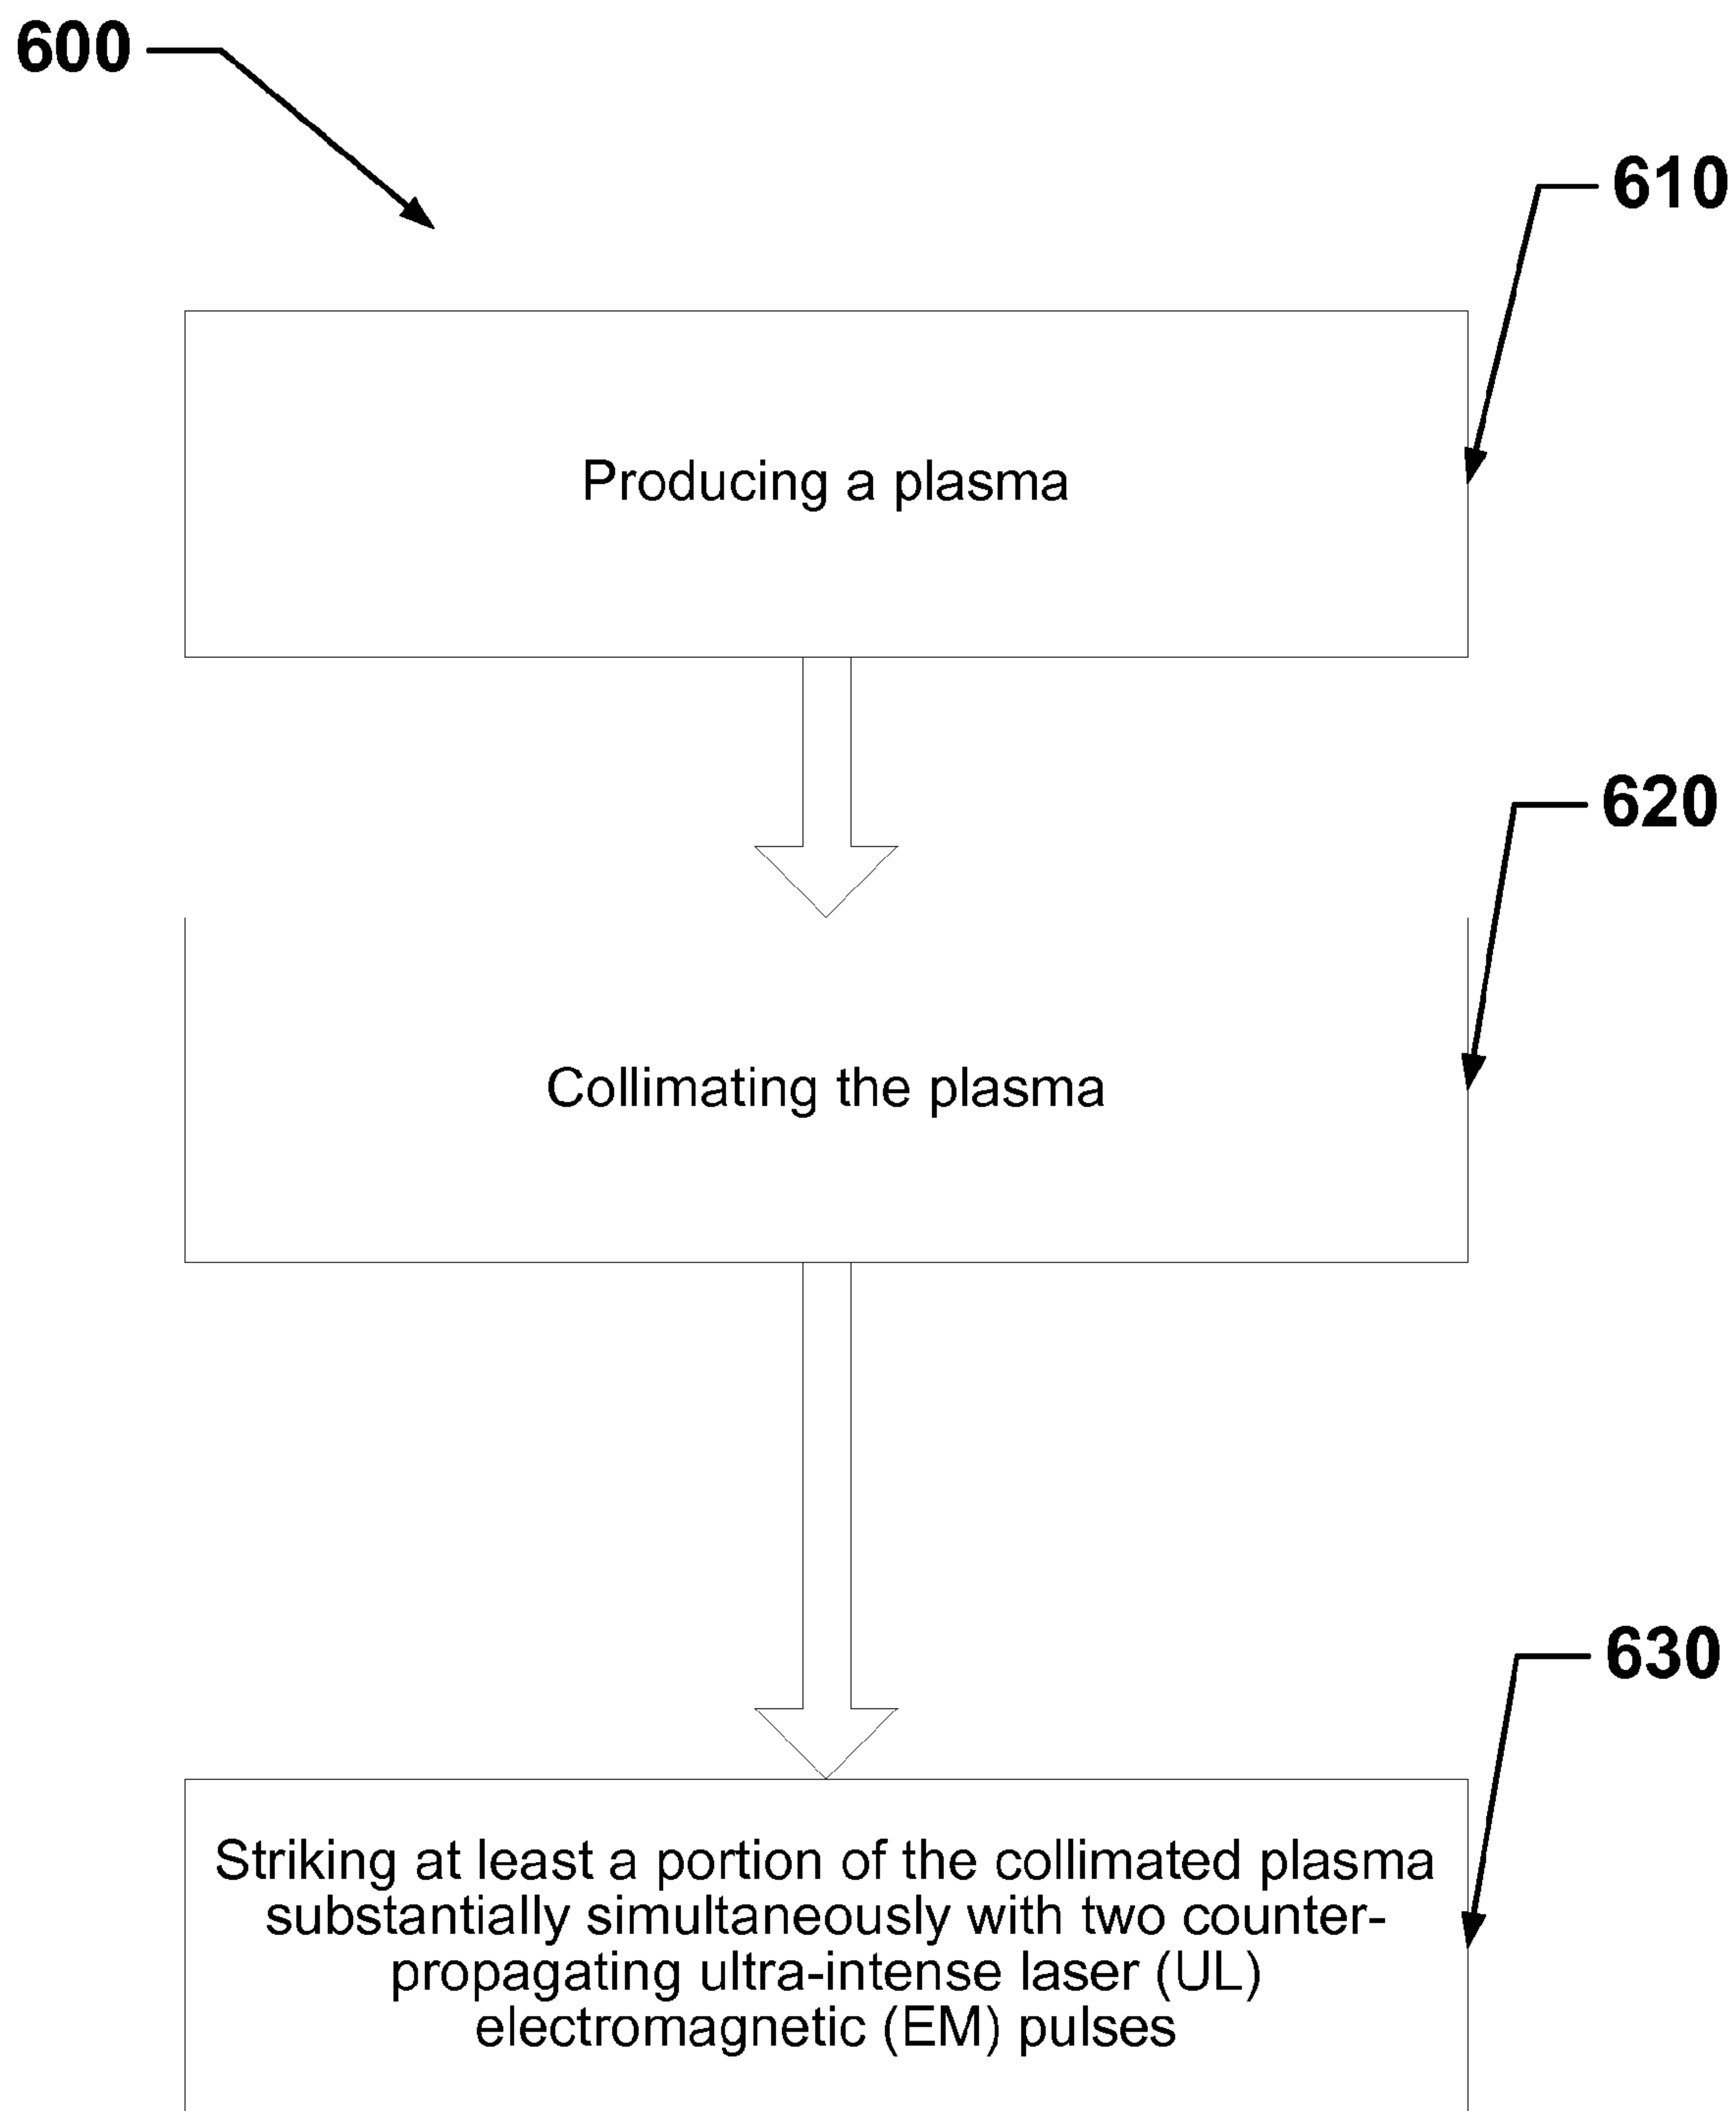 600
610
Producing a plasma
620
Collimating the plasma
630
Striking at least a portion of the collimated plasma
substantially simultaneously with two counter-
propagating ultra-intense laser (UL)
electromagnetic (EM) pulses